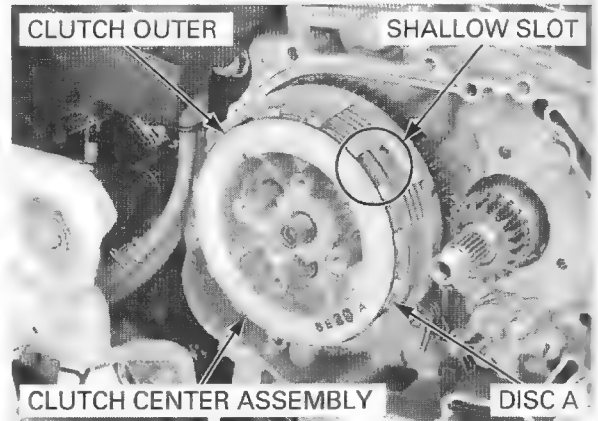 CLUTCH OUTER
SHALLOW SLOT
CLUTCH CENTER ASSEMBLY
DISC A